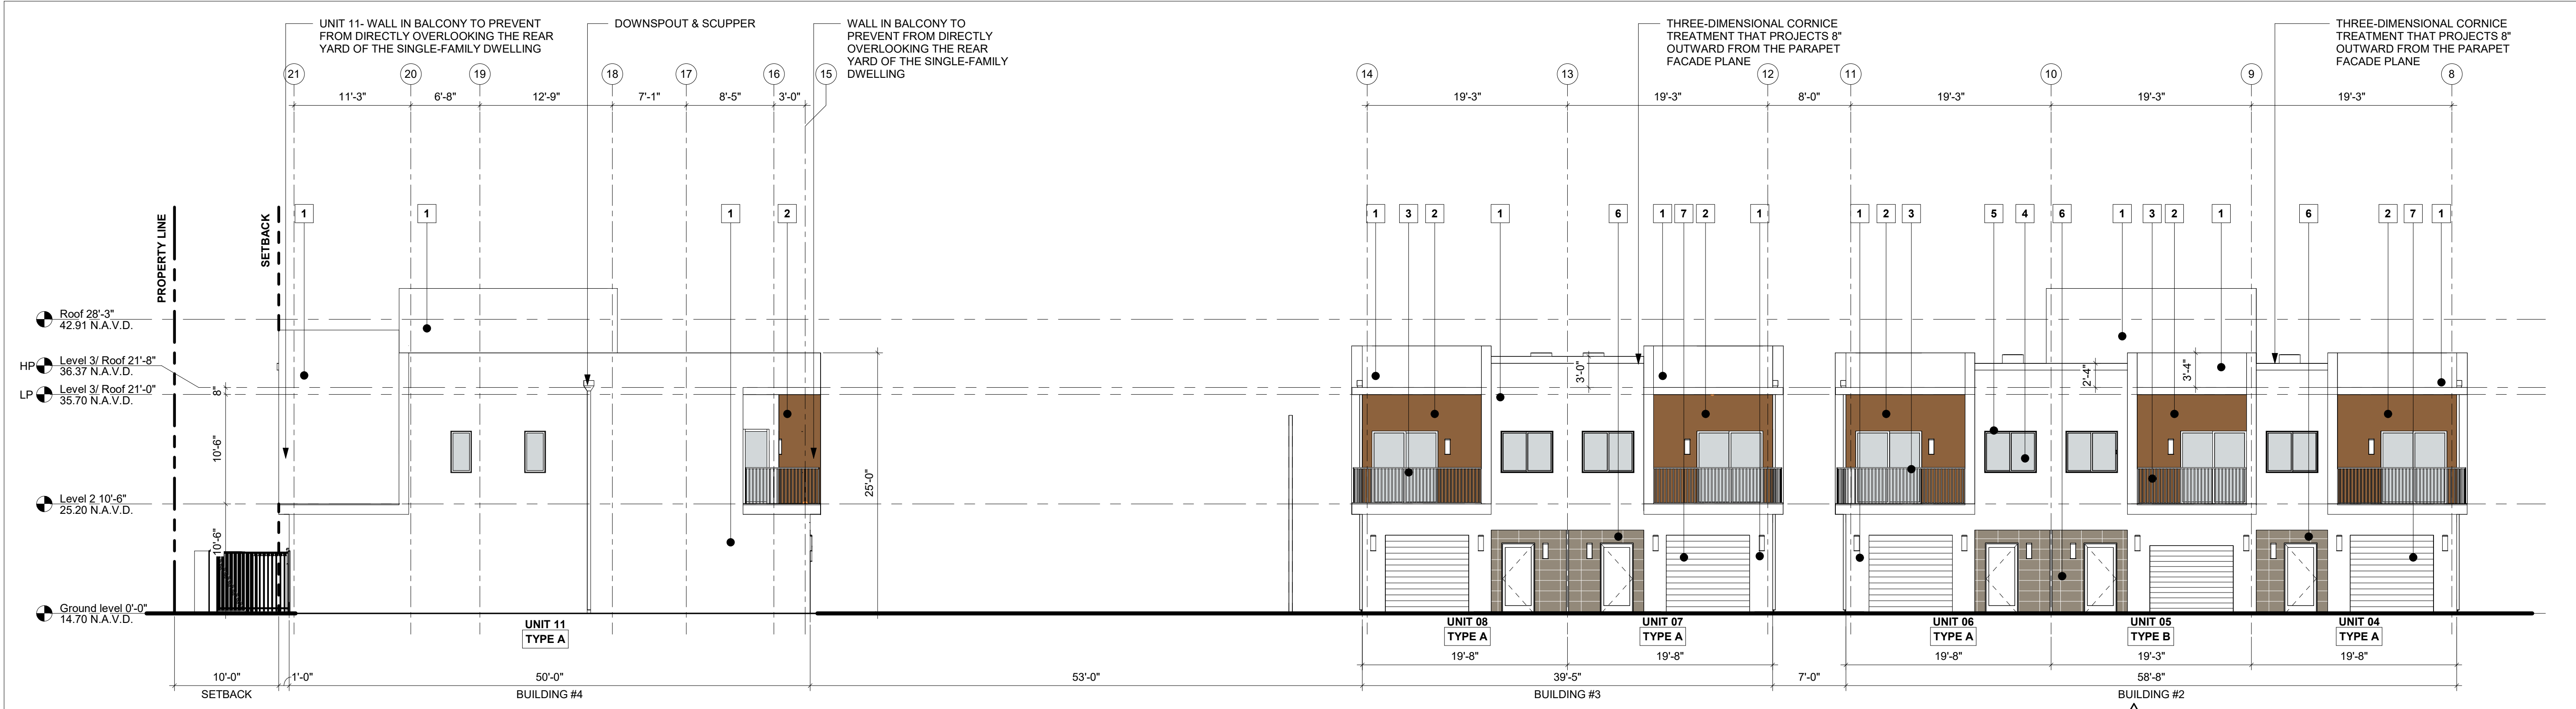 UNIT 11- WALL IN BALCONY TO PREVENT
FROM DIRECTLY OVERLOOKING THE REAR
YARD OF THE SINGLE-FAMILY DWELLING
DOWNSPOUT & SCUPPER
WALL IN BALCONY TO
PREVENT FROM DIRECTLY
OVERLOOKING THE REAR
YARD OF THE SINGLE-FAMILY
DWELLING
THREE-DIMENSIONAL CORNICE
TREATMENT THAT PROJECTS 8"
OUTWARD FROM THE PARAPET
FACADE PLANE
THREE-DIMENSIONAL CORNICE
TREATMENT THAT PROJECTS 8"
OUTWARD FROM THE PARAPET
FACADE PLANE
21 20 19 18 17 16 15 14 13 12 11 10 9 8
11'-3" 6'-8" 12'-9" 7'-1" 8'-5" 3'-0" 19'-3" 19'-3" 8'-0" 19'-3" 19'-3" 19'-3"
PROPERTY LINE
SETBACK
1 1 1 2 1 3 2 1 6 1 7 2 1 1 2 3 5 4 6 1 3 2 1 6 2 7 1
Roof 28'-3"
42.91 N.A.V.D.
HP
Level 3/ Roof 21'-8"
36.37 N.A.V.D.
LP
Level 3/ Roof 21'-0"
35.70 N.A.V.D.
8"
10'-6"
3'-0"
2'-4"
3'-4"
25'-0"
Level 2 10'-6"
25.20 N.A.V.D.
10'-6"
Ground level 0'-0"
14.70 N.A.V.D.
UNIT 11
TYPE A
UNIT 08
TYPE A
UNIT 07
TYPE A
UNIT 06
TYPE A
UNIT 05
TYPE B
UNIT 04
TYPE A
19'-8" 19'-8" 19'-8" 19'-3" 19'-8"
10'-0" 1'-0" 50'-0" 53'-0" 39'-5" 7'-0" 58'-8"
SETBACK BUILDING #4 BUILDING #3 BUILDING #2